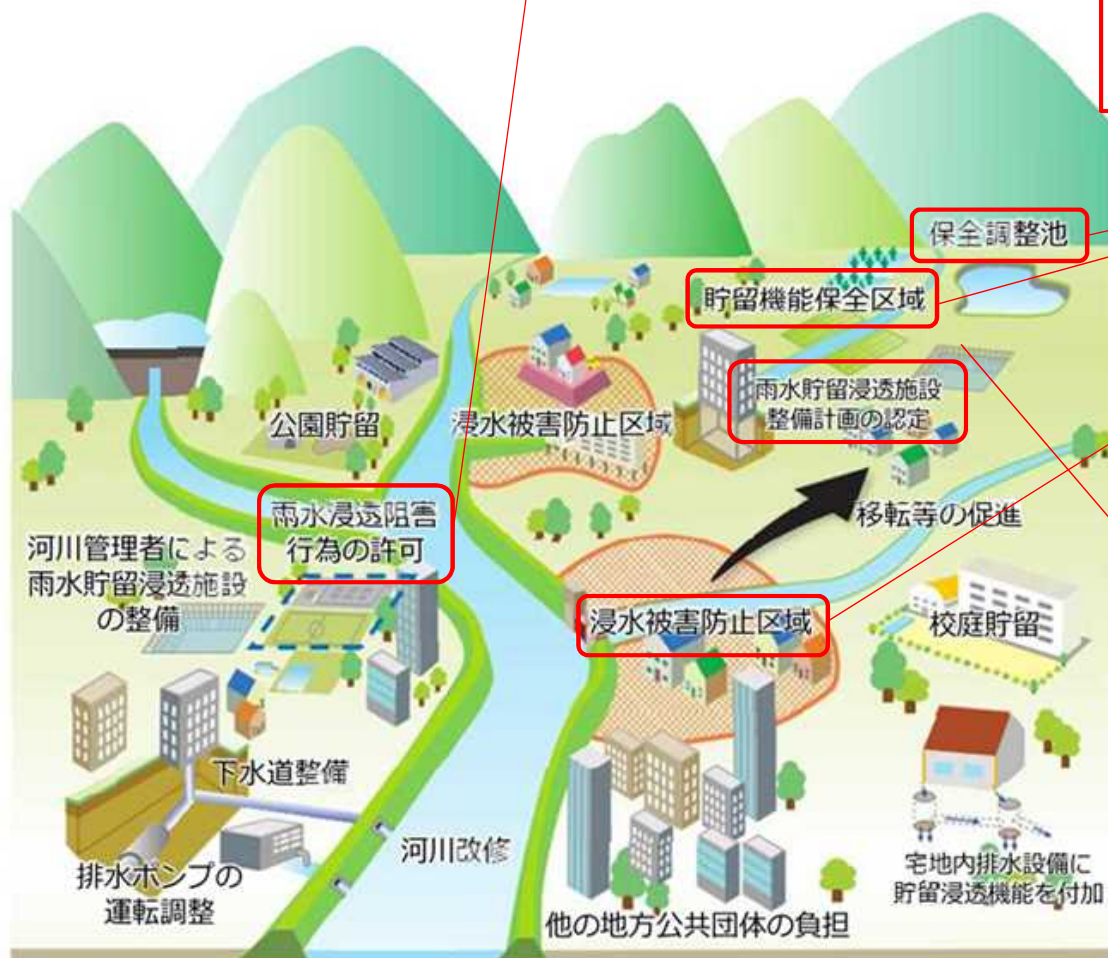 保全調整池
貯留機能保全区域
雨水貯留浸透施設
整備計画の認定
公園貯留
浸水被害防止区域
移転等の促進
雨水浸透阻害
行為の許可
河川管理者による
雨水貯留浸透施設
の整備
浸水被害防止区域
校庭貯留
下水道整備
河川改修
排水ポンプの
運転調整
他の地方公共団体の負担
宅地内排水設備に
貯留浸透機能を付加